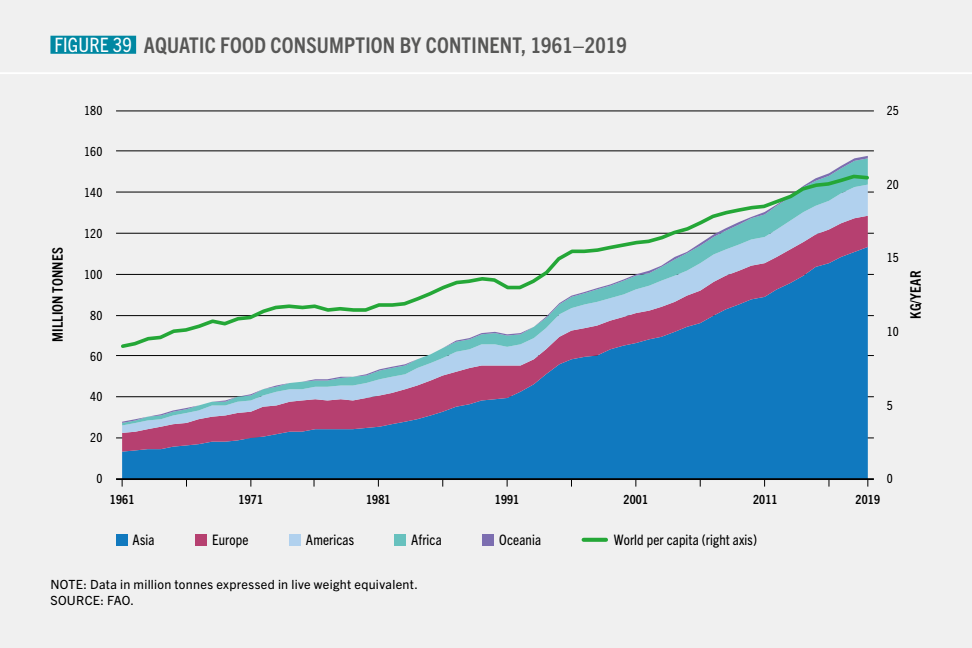 FIGURE 39 AQUATIC FOOD CONSUMPTION BY CONTINENT, 1961–2019
180 25
160
140 20
120
100 15
80
10
60
40 5
20
0 0
MILLION TONNES
KG/YEAR
1961 1971 1981 1991 2001 2011 2019
Asia Europe Americas Africa Oceania World per capita (right axis)
NOTE: Data in million tonnes expressed in live weight equivalent.
SOURCE: FAO.